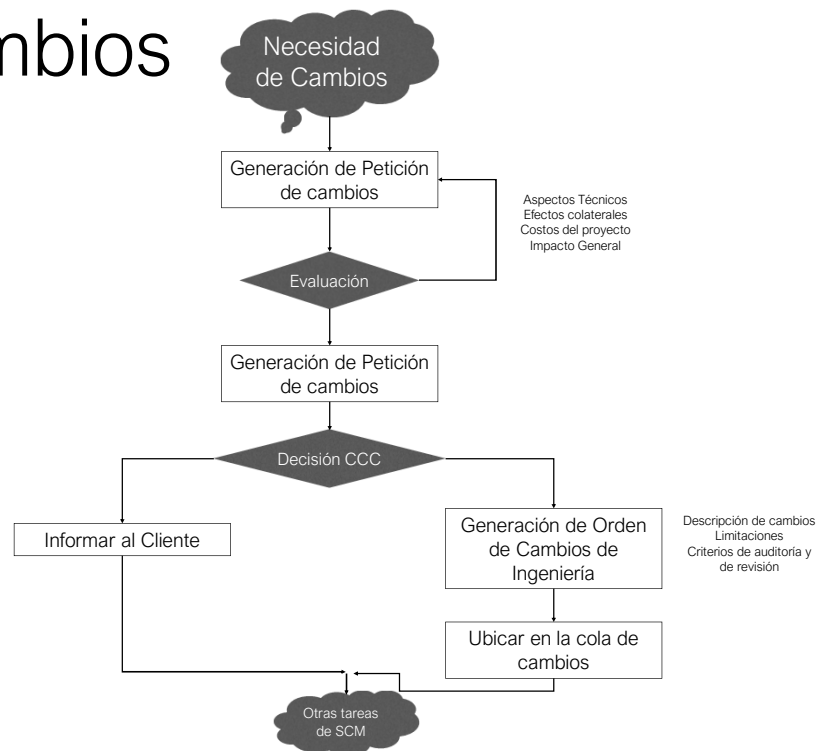 Necesidad
de Cambios
Generación de Petición
de cambios
Aspectos Técnicos
Efectos colaterales
Costos del proyecto
Impacto General
Evaluación
Generación de Petición
de cambios
Decisión CCC
Informar al Cliente
Generación de Orden
de Cambios de
Ingeniería
Descripción de cambios
Limitaciones
Criterios de auditoría y
de revisión
Ubicar en la cola de
cambios
Otras tareas
de SCM